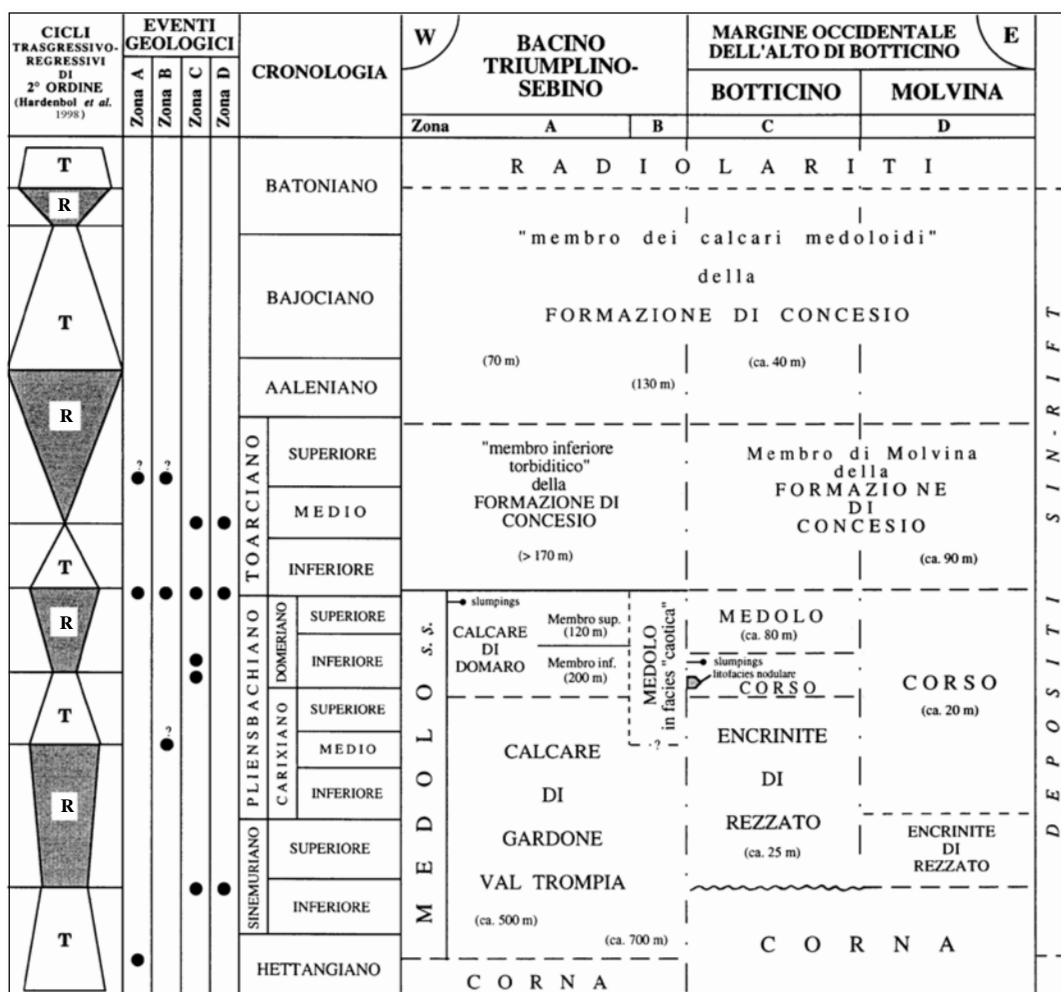 CICLI
TRASGRESSIVO-
REGRESSIVI
DI
2° ORDINE
(Hardenbol et al.
1998)
EVENTI
GEOLOGICI
Zona A
Zona B
Zona C
Zona D
CRONOLOGIA
W
BACINO
TRIUMPLINO-
SEBINO
MARGINE OCCIDENTALE
DELL'ALTO DI BOTTICINO
E
BOTTICINO
MOLVINA
Zona A B C D
T
R
T
R
T
R
T
R
T
? ?
?
BATONIANO
BAJOCIANO
AALENIANO
TOARCIANO
SUPERIORE
MEDIO
INFERIORE
PLIENSBACHIANO
DOMERIANO
SUPERIORE
INFERIORE
CARIXIANO
SUPERIORE
MEDIO
INFERIORE
SINEMURIANO
SUPERIORE
INFERIORE
HETTANGIANO
RADIOLARITI
"membro dei calcari medoloidi"
della
FORMAZIONE DI CONCESIO
(70 m)
(130 m)
(ca. 40 m)
"membro inferiore
torbiditico"
della
FORMAZIONE DI
CONCESIO
(> 170 m)
Membro di Molvina
della
FORMAZIONE
DI
CONCESIO
(ca. 90 m)
MEDOLO s.s.
slumpings
CALCARE
DI
DOMARO
Membro sup.
(120 m)
Membro inf.
(200 m)
MEDOLO
in facies "caotica"
?
CALCARE
DI
GARDONE
VAL TROMPIA
(ca. 500 m)
(ca. 700 m)
CORNA
MEDOLO
(ca. 80 m)
slumpings
litofacies nodulare
CORSO
ENCRINITE
DI
REZZATO
(ca. 25 m)
CORSO
(ca. 20 m)
ENCRINITE
DI
REZZATO
CORNA
DEPOSITI SIN-RIFT